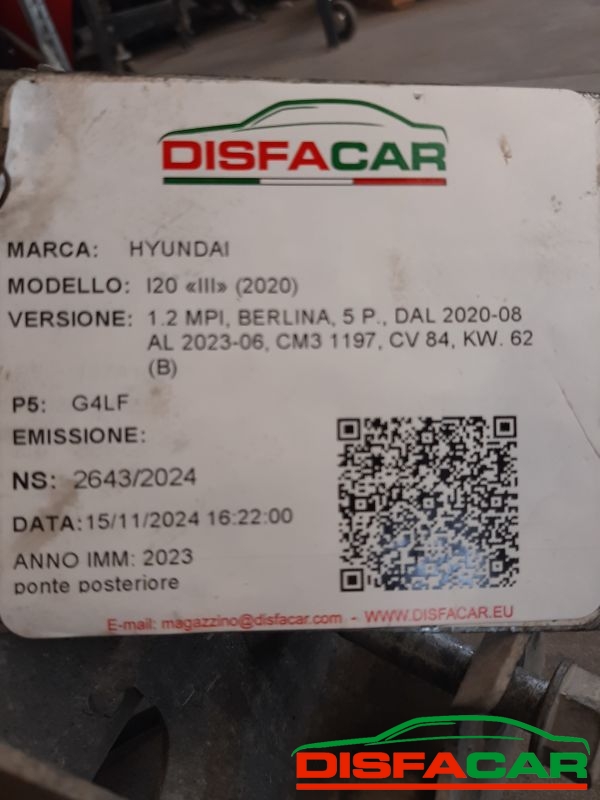 DISFACAR
MARCA: HYUNDAI
MODELLO: I20 «III» (2020)
VERSIONE: 1.2 MPI, BERLINA, 5 P., DAL 2020-08
AL 2023-06, CM3 1197, CV 84, KW. 62
(B)
P5: G4LF
EMISSIONE:
NS: 2643/2024
DATA:15/11/2024 16:22:00
ANNO IMM: 2023
ponte posteriore
E-mail: magazzino@disfacar.com - WWW.DISFACAR.EU
DISFACAR